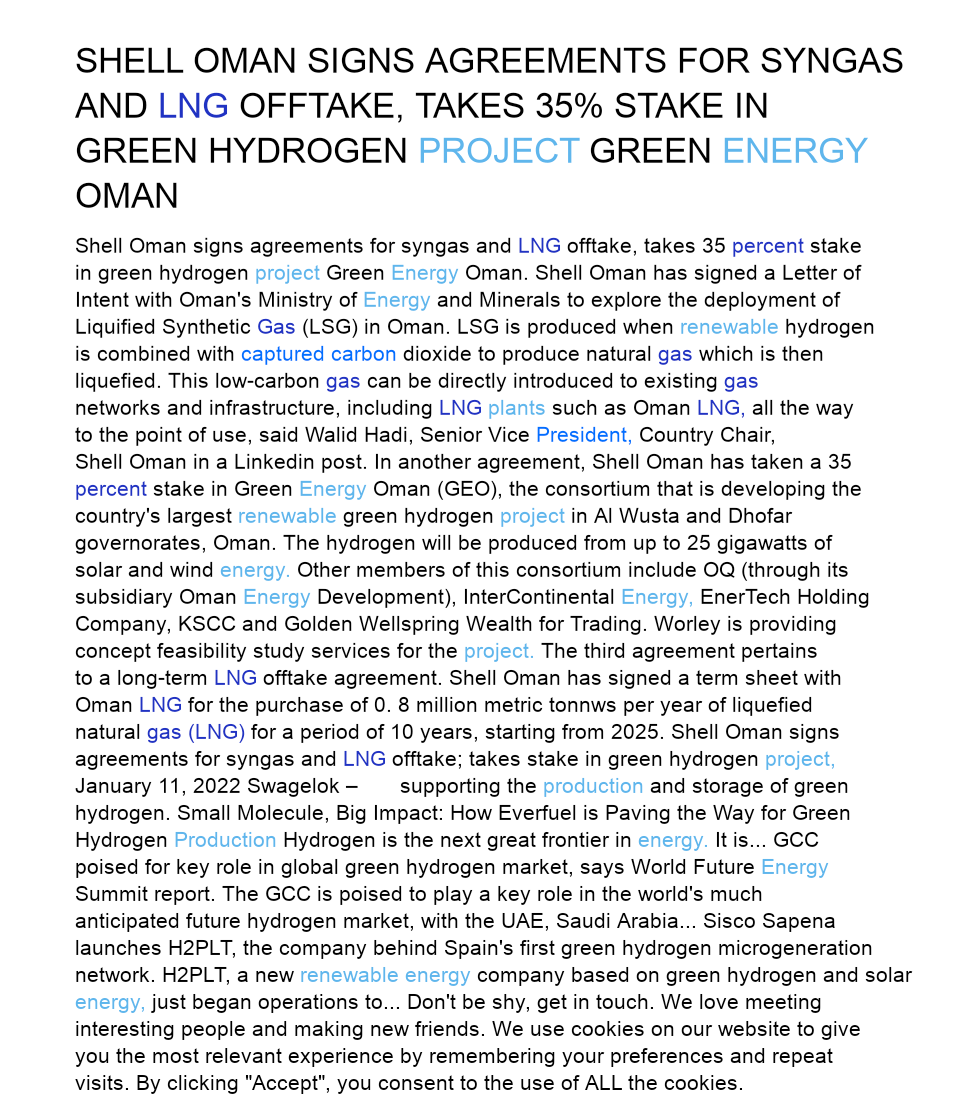 SHELL OMAN SIGNS AGREEMENTS FOR SYNGAS
AND LNG OFFTAKE, TAKES 35% STAKE IN
GREEN HYDROGEN PROJECT GREEN ENERGY
OMAN
Shell Oman signs agreements for syngas and LNG offtake, takes 35 percent stake
in green hydrogen project Green Energy Oman. Shell Oman has signed a Letter of
Intent with Oman's Ministry of Energy and Minerals to explore the deployment of
Liquified Synthetic Gas (LSG) in Oman. LSG is produced when renewable hydrogen
is combined with captured carbon dioxide to produce natural gas which is then
liquefied. This low-carbon gas can be directly introduced to existing gas
networks and infrastructure, including LNG plants such as Oman LNG, all the way
to the point of use, said Walid Hadi, Senior Vice President, Country Chair,
Shell Oman in a Linkedin post. In another agreement, Shell Oman has taken a 35
percent stake in Green Energy Oman (GEO), the consortium that is developing the
country's largest renewable green hydrogen project in Al Wusta and Dhofar
governorates, Oman. The hydrogen will be produced from up to 25 gigawatts of
solar and wind energy. Other members of this consortium include OQ (through its
subsidiary Oman Energy Development), InterContinental Energy, EnerTech Holding
Company, KSCC and Golden Wellspring Wealth for Trading. Worley is providing
concept feasibility study services for the project. The third agreement pertains
to a long-term LNG offtake agreement. Shell Oman has signed a term sheet with
Oman LNG for the purchase of 0. 8 million metric tonnws per year of liquefied
natural gas (LNG) for a period of 10 years, starting from 2025. Shell Oman signs
agreements for syngas and LNG offtake; takes stake in green hydrogen project,
January 11, 2022 Swagelok – supporting the production and storage of green
hydrogen. Small Molecule, Big Impact: How Everfuel is Paving the Way for Green
Hydrogen Production Hydrogen is the next great frontier in energy. It is... GCC
poised for key role in global green hydrogen market, says World Future Energy
Summit report. The GCC is poised to play a key role in the world's much
anticipated future hydrogen market, with the UAE, Saudi Arabia... Sisco Sapena
launches H2PLT, the company behind Spain's first green hydrogen microgeneration
network. H2PLT, a new renewable energy company based on green hydrogen and solar
energy, just began operations to... Don't be shy, get in touch. We love meeting
interesting people and making new friends. We use cookies on our website to give
you the most relevant experience by remembering your preferences and repeat
visits. By clicking "Accept", you consent to the use of ALL the cookies.